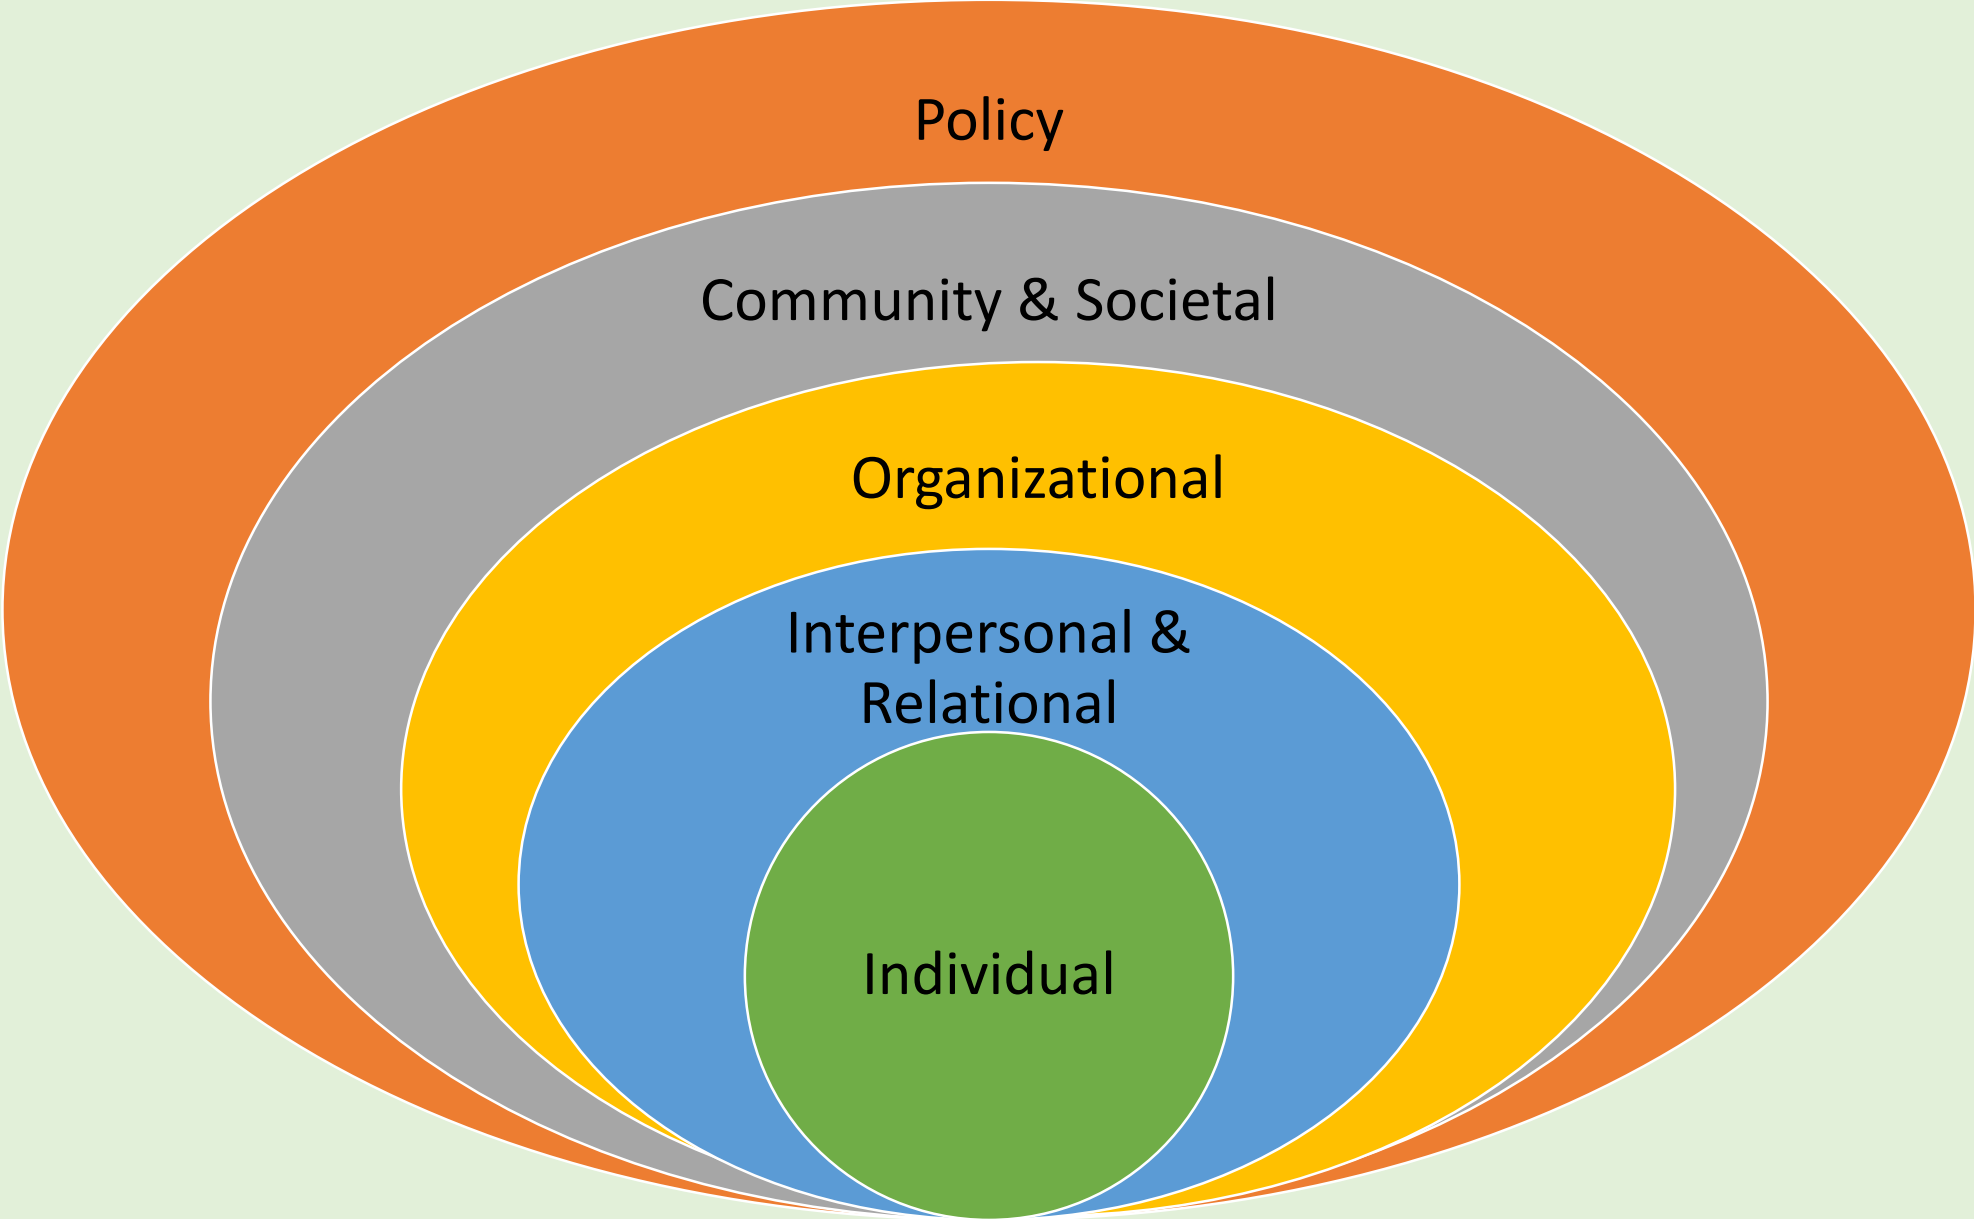 Policy
Community & Societal
Organizational
Interpersonal &
Relational
Individual